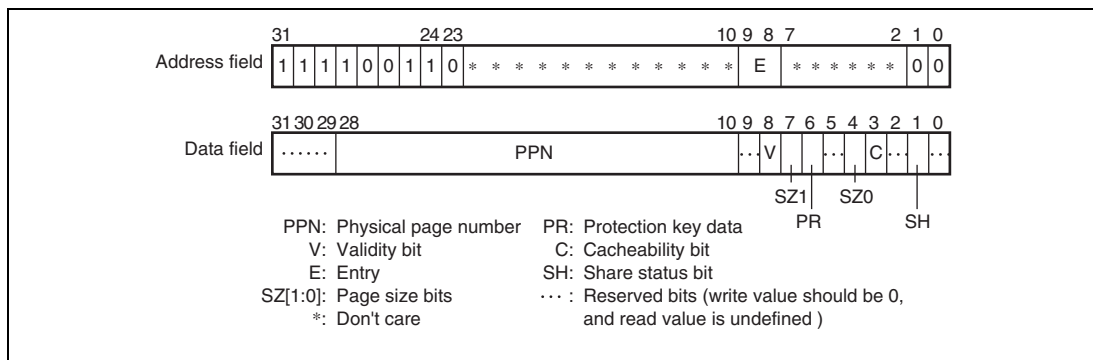 31 24 23 10 9 8 7 2 1 0
Address field 1 1 1 1 0 0 1 1 0 * * * * * * * * * * * * E * * * * * * 0 0
31 30 29 28 10 9 8 7 6 5 4 3 2 1 0
Data field ······ PPN ··· V ··· C ··· ···
SZ1 SZ0
PR SH
PPN: Physical page number PR: Protection key data
V: Validity bit C: Cacheability bit
E: Entry SH: Share status bit
SZ[1:0]: Page size bits ··· : Reserved bits (write value should be 0,
*: Don't care and read value is undefined )